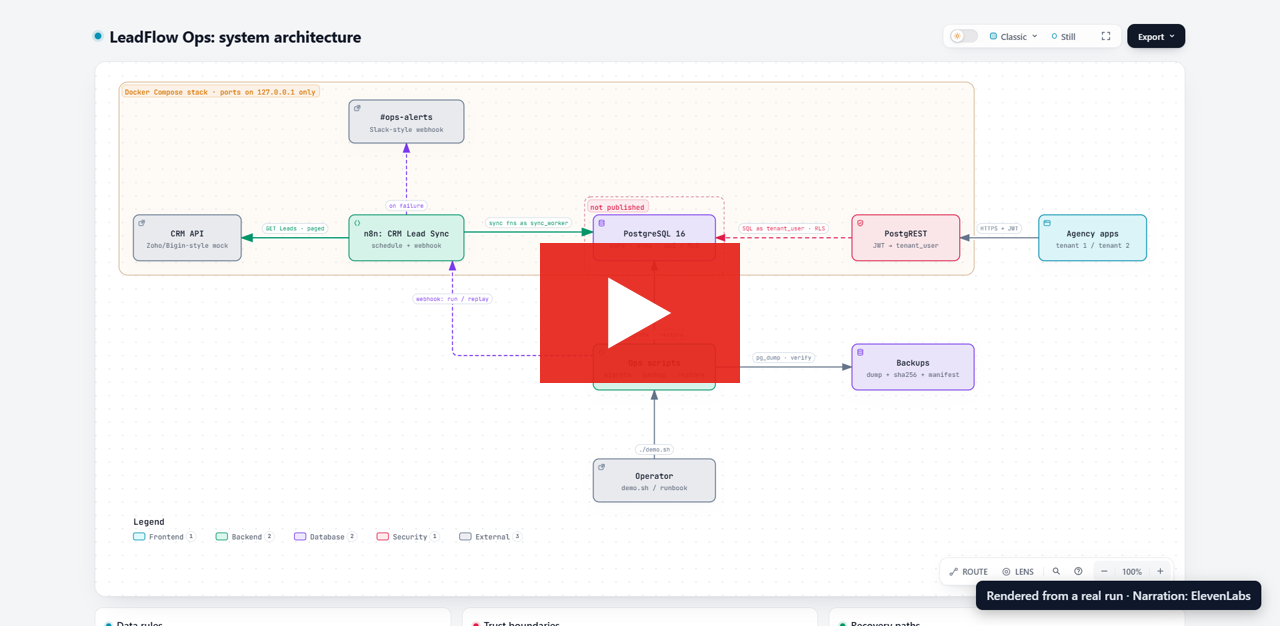 LeadFlow Ops: system architecture
Classic
Still
Export
Docker Compose stack · ports on 127.0.0.1 only
#ops-alerts
Slack-style webhook
on failure
not published
CRM API
Zoho/Bigin-style mock
GET Leads · paged
n8n: CRM Lead Sync
schedule + webhook
sync fns as sync_worker
PostgreSQL 16
SQL as tenant_user · RLS
PostgREST
JWT → tenant_user
HTTPS + JWT
Agency apps
tenant 1 / tenant 2
webhook: run / replay
Ops scripts
pg_dump · verify
Backups
dump + sha256 + manifest
./demo.sh
Operator
demo.sh / runbook
Legend
Frontend 1
Backend 2
Database 2
Security 1
External 3
ROUTE
LENS
100%
Rendered from a real run · Narration: ElevenLabs
Data rules
Trust boundaries
Recovery paths